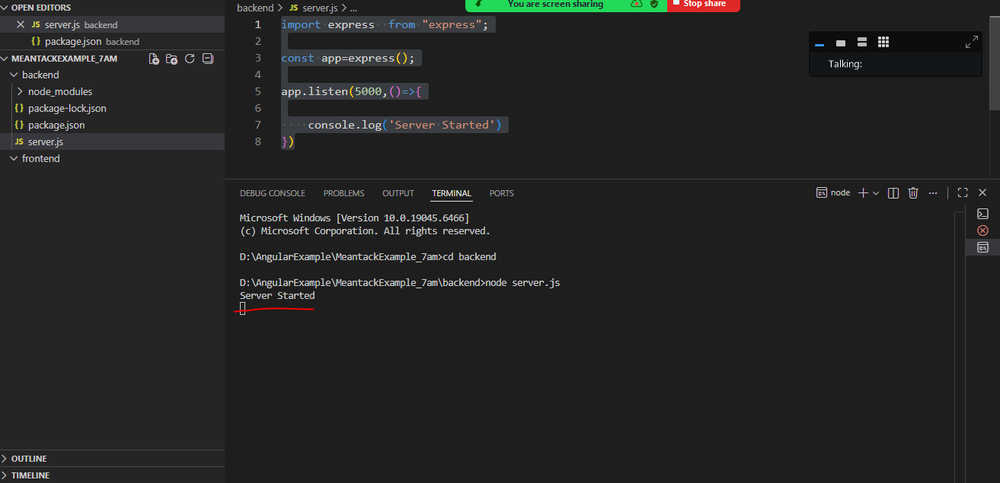 OPEN EDITORS
JS server.js backend
{} package.json backend
MEANTACKEXAMPLE_7AM
backend
node_modules
{} package-lock.json
{} package.json
JS server.js
frontend
OUTLINE
TIMELINE
backend > JS server.js > ...
You are screen sharing
Stop share
1 import express from "express";
2
3 const app=express();
4
5 app.listen(5000,()=>{
6
7 console.log('Server Started')
8 })
Talking:
DEBUG CONSOLE PROBLEMS OUTPUT TERMINAL PORTS
node
Microsoft Windows [Version 10.0.19045.6466]
(c) Microsoft Corporation. All rights reserved.
D:\AngularExample\MeantackExample_7am>cd backend
D:\AngularExample\MeantackExample_7am\backend>node server.js
Server Started